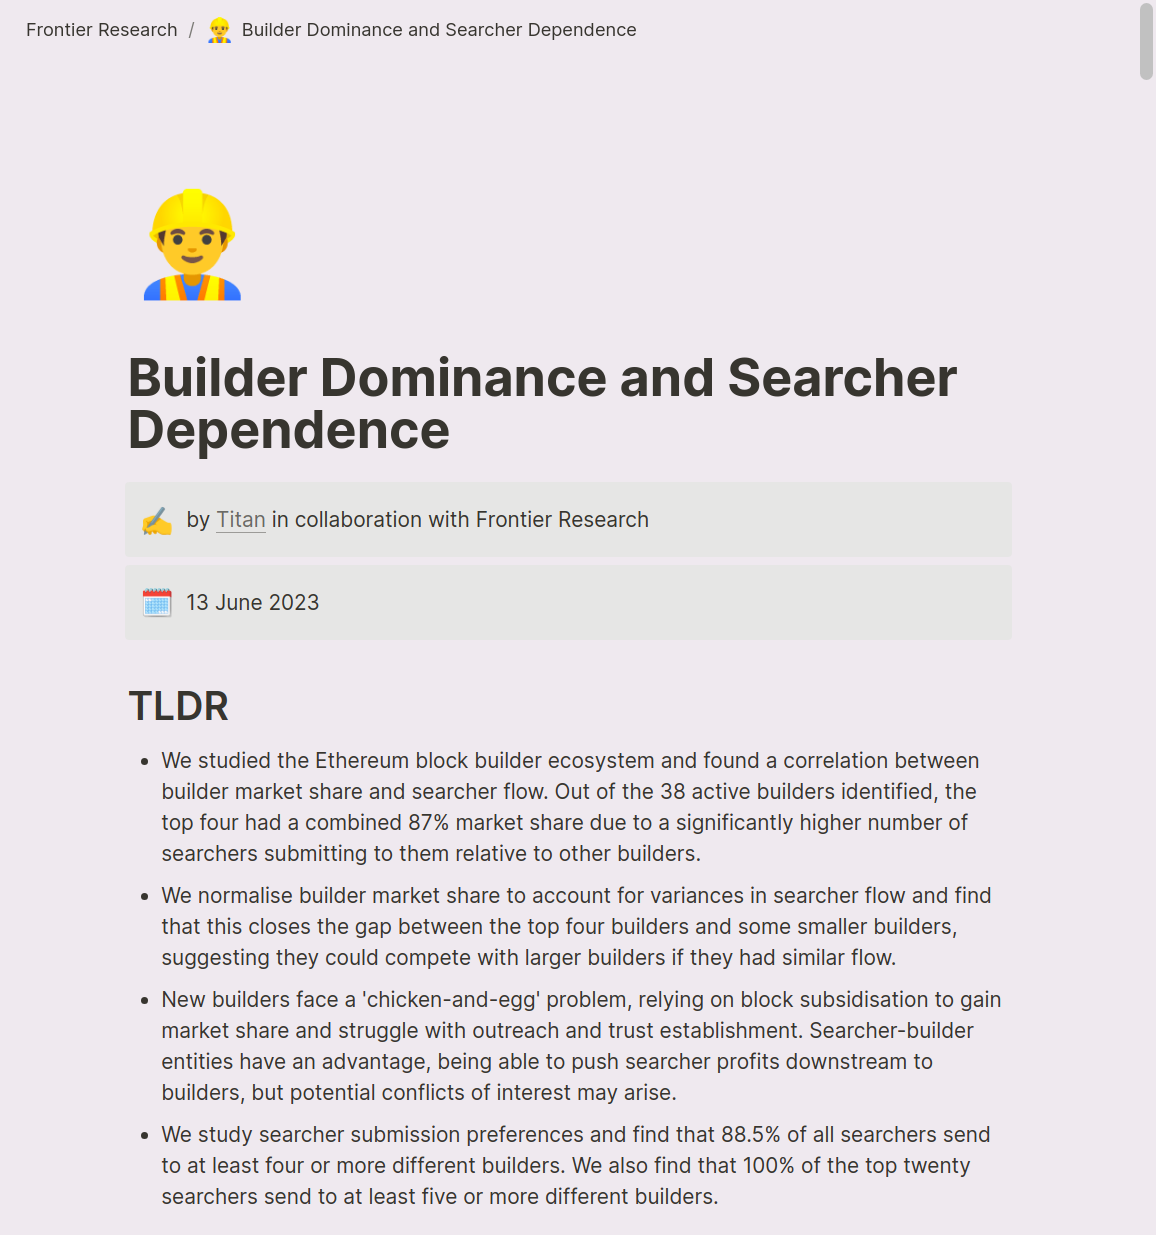 Frontier Research / Builder Dominance and Searcher Dependence
Builder Dominance and Searcher
Dependence
by Titan in collaboration with Frontier Research
13 June 2023
TLDR
• We studied the Ethereum block builder ecosystem and found a correlation between
builder market share and searcher flow. Out of the 38 active builders identified, the
top four had a combined 87% market share due to a significantly higher number of
searchers submitting to them relative to other builders.
• We normalise builder market share to account for variances in searcher flow and find
that this closes the gap between the top four builders and some smaller builders,
suggesting they could compete with larger builders if they had similar flow.
• New builders face a 'chicken-and-egg' problem, relying on block subsidisation to gain
market share and struggle with outreach and trust establishment. Searcher-builder
entities have an advantage, being able to push searcher profits downstream to
builders, but potential conflicts of interest may arise.
• We study searcher submission preferences and find that 88.5% of all searchers send
to at least four or more different builders. We also find that 100% of the top twenty
searchers send to at least five or more different builders.